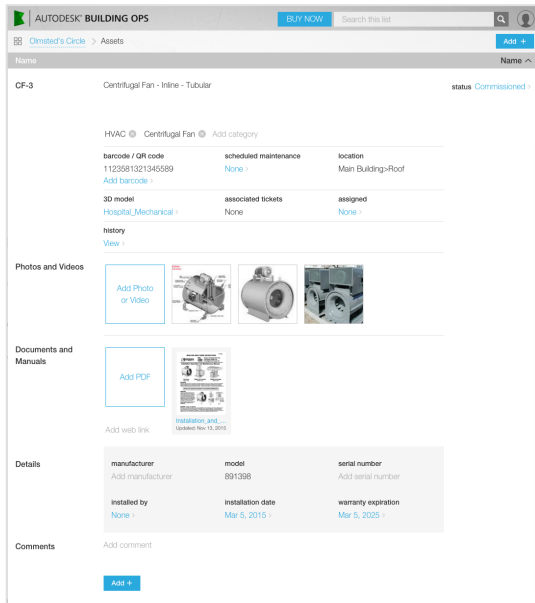 AUTODESK® BUILDING OPS
BUY NOW
Search this list
Olmsted's Circle > Assets
Add +
Name
Name
CF-3
Centrifugal Fan - Inline - Tubular
status Commissioned >
HVAC
Centrifugal Fan
Add category
barcode / QR code
scheduled maintenance
location
1123581321345589
None >
Main Building>Roof
Add barcode >
3D model
associated tickets
assigned
Hospital_Mechanical >
None
None >
history
View >
Photos and Videos
Add Photo
or Video
Documents and
Manuals
Add PDF
Installation_and_...
Updated: Nov 13, 2015
Add web link
Details
manufacturer
model
serial number
Add manufacturer
891398
Add serial number
installed by
installation date
warranty expiration
None >
Mar 5, 2015 >
Mar 5, 2025 >
Comments
Add comment
Add +